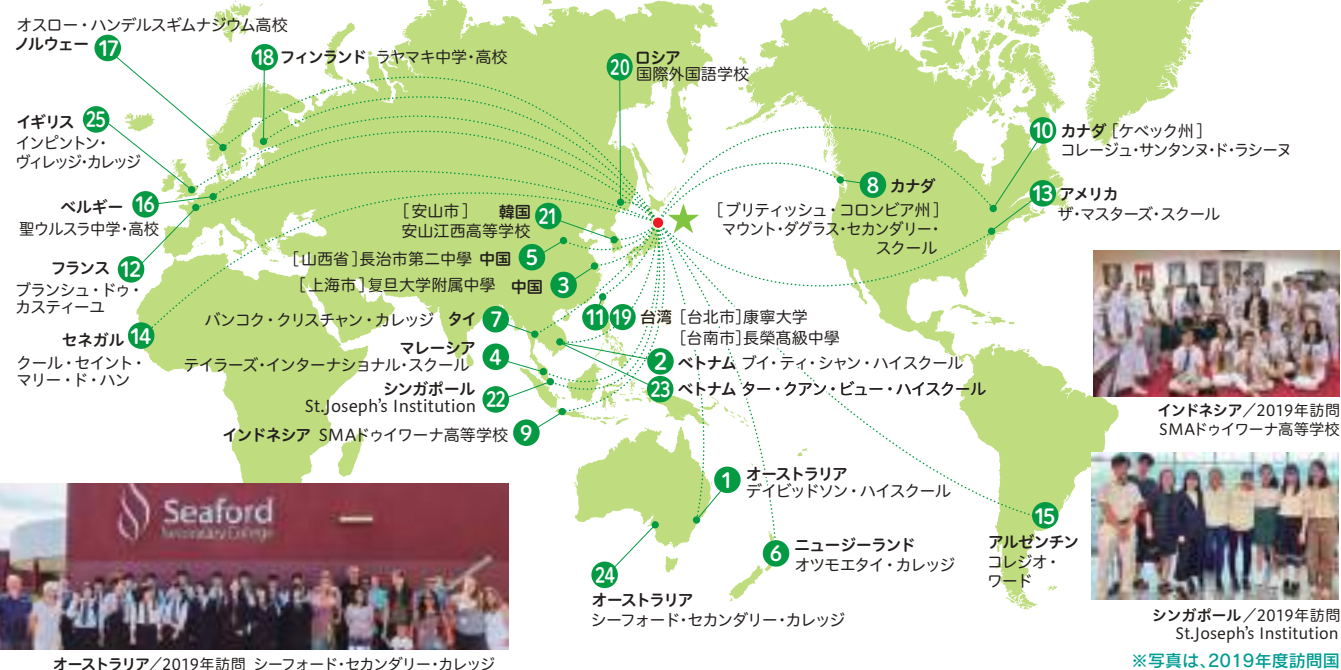 オスロー・ハンデルスギムナジウム高校
ノルウェー 17
18 フィンランド ラヤマキ中学・高校
20 ロシア
国際外国語学校
イギリス 25
インピントン・
ヴィレッジ・カレッジ
10 カナダ [ケベック州]
コレージュ・サンタンヌ・ド・ラシーヌ
8 カナダ
[ブリティッシュ・コロンビア州]
マウント・ダグラス・セカンダリー・
スクール
13 アメリカ
ザ・マスターズ・スクール
ベルギー 16
聖ウルスラ中学・高校
[安山市] 韓国 21
安山江西高等学校
[山西省]長治市第二中學 中国 5
[上海市]复旦大学附属中學 中国 3
フランス 12
ブランシュ・ドゥ・
カスティーユ
セネガル 14
クール・セイント・
マリー・ド・ハン
バンコク・クリスチャン・カレッジ タイ 7
11 19 台湾 [台北市]康寧大学
[台南市]長榮髙級中學
マレーシア 4
テイラーズ・インターナショナル・スクール
2 ベトナム ブイ・ティ・シャン・ハイスクール
シンガポール 22
St.Joseph's Institution
23 ベトナム ター・クアン・ビュー・ハイスクール
インドネシア SMAドゥイワーナ高等学校 9
インドネシア/2019年訪問
SMAドゥイワーナ高等学校
1 オーストラリア
デイビッドソン・ハイスクール
6 ニュージーランド
オツモエタイ・カレッジ
15
アルゼンチン
コレジオ・
ワード
24
オーストラリア
シーフォード・セカンダリー・カレッジ
Seaford
Secondary College
オーストラリア/2019年訪問 シーフォード・セカンダリー・カレッジ
シンガポール/2019年訪問
St.Joseph's Institution
※写真は、2019年度訪問国